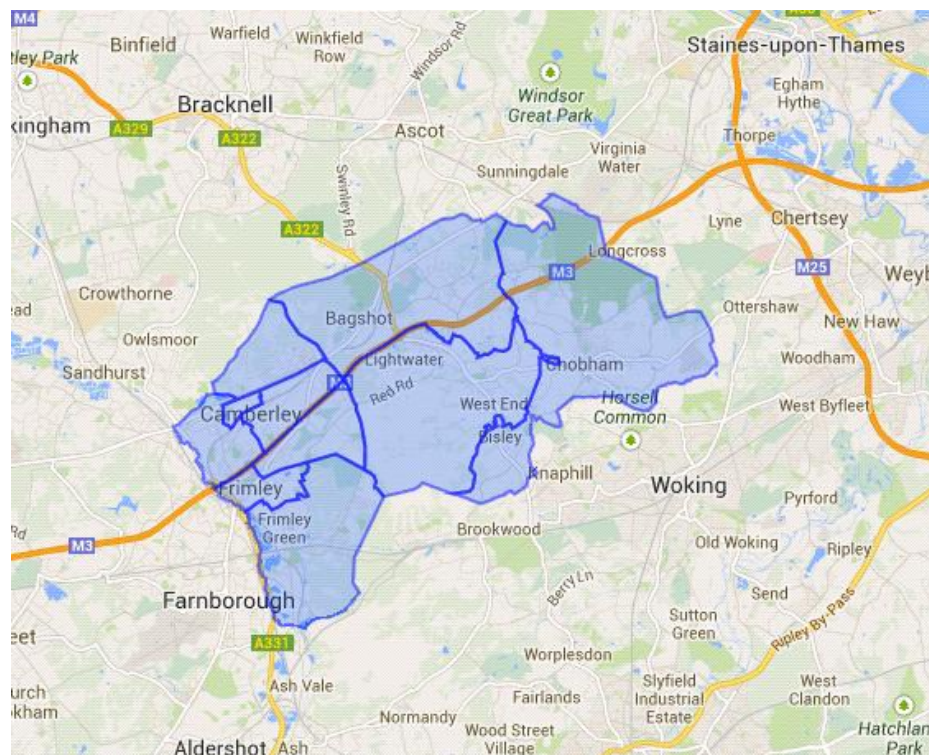 M4
Binfield
Warfield
Winkfield
Row
Windsor Rd
Staines-upon-Thames
tley Park
Bracknell
Windsor
Great Park
Egham
Hythe
kingham
A329
A322
Ascot
Thorpe
Virginia
Water
Sunningdale
Swinley Rd
A322
Lyne
Chertsey
Longcross
M3
M25
Weyb
Crowthorne
Bagshot
Ottershaw
New Haw
Owlsmoor
Lightwater
Chobham
Woodham
Sandhurst
Red Rd
Camberley
West End
Horsell
Common
West Byfleet
Bisley
Knaphill
Frimley
Woking
Pyrford
Frimley
Green
Brookwood
Rd
M3
Old Woking
Ripley
Berry Ln
Send
Farnborough
Sutton
Green
Ripley By-Pass
eet
A331
Worplesdon
Ash Vale
Slyfield
Industrial
Estate
West
Clandon
urch
okham
Fairlands
Normandy
Wood Street
Village
Hatchlan
Park
Aldershot
Ash